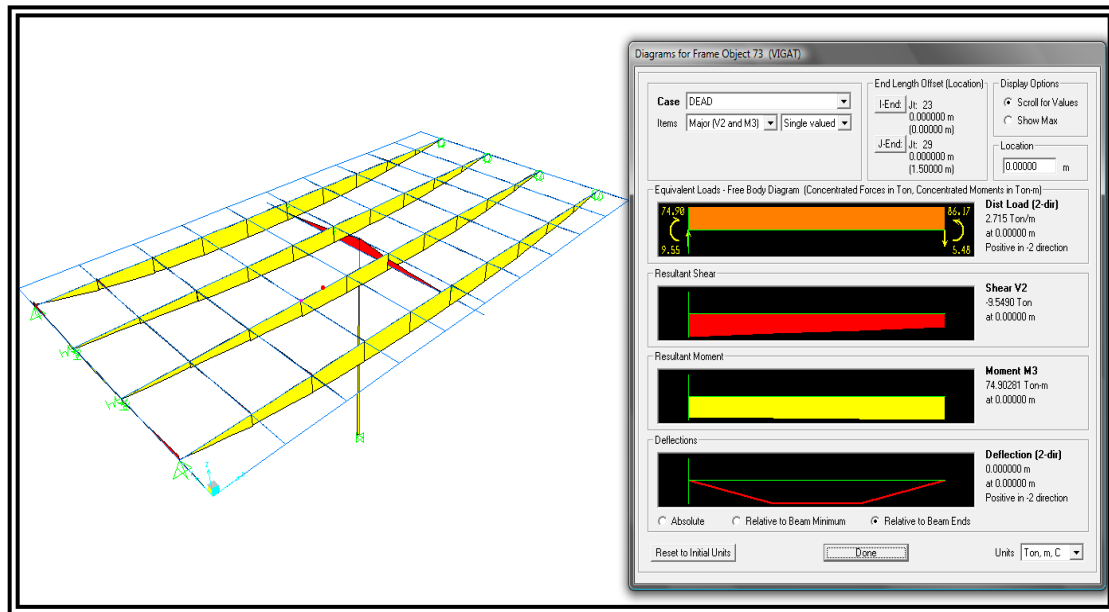 Diagrams for Frame Object 73 (VIGAT)
Case DEAD
Items Major (V2 and M3) Single valued
End Length Offset (Location)
I-End: Jt: 23
0.000000 m
(0.00000 m)
J-End: Jt: 29
0.000000 m
(1.50000 m)
Display Options
Scroll for Values
Show Max
Location
0.00000 m
Equivalent Loads - Free Body Diagram (Concentrated Forces in Ton, Concentrated Moments in Ton-m)
74.90 86.17
9.55 5.48
Dist Load (2-dir)
2.715 Ton/m
at 0.00000 m
Positive in -2 direction
Resultant Shear
Shear V2
-9.5490 Ton
at 0.00000 m
Resultant Moment
Moment M3
74.90281 Ton-m
at 0.00000 m
Deflections
Deflection (2-dir)
0.000000 m
at 0.00000 m
Positive in -2 direction
Absolute Relative to Beam Minimum Relative to Beam Ends
Reset to Initial Units Done Units Ton, m, C